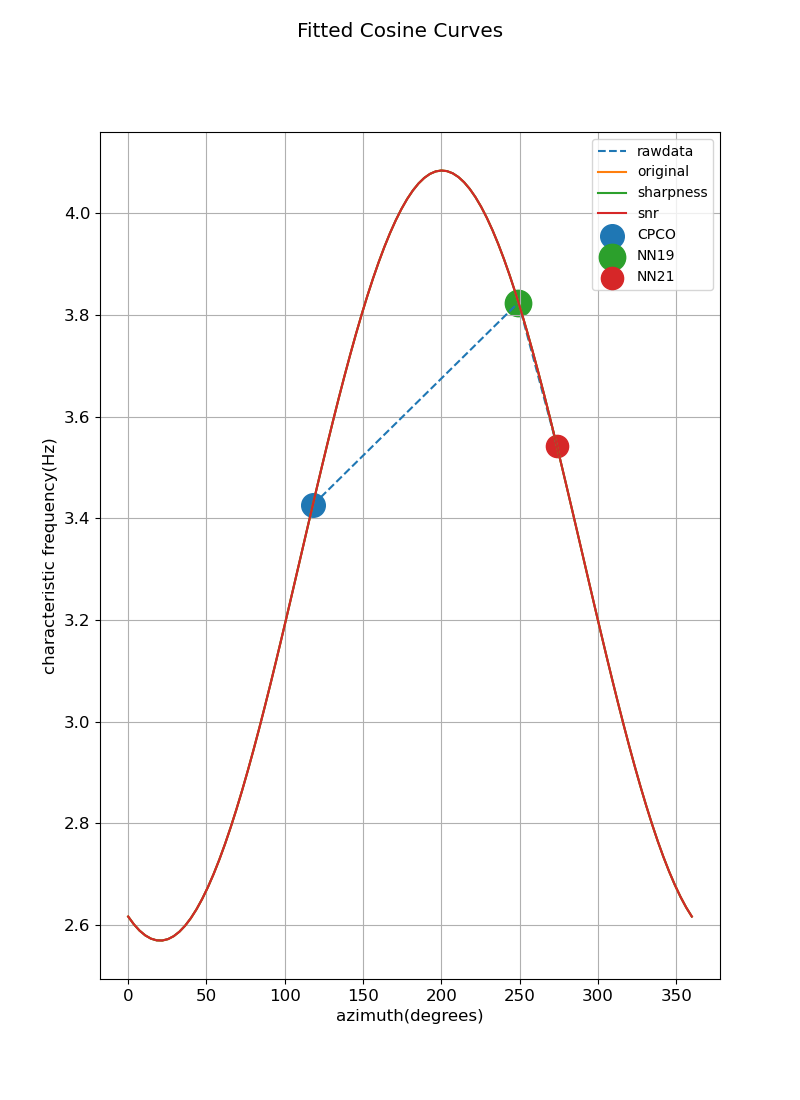 Fitted Cosine Curves
rawdata
original
sharpness
snr
CPCO
NN19
NN21
4.0
3.8
3.6
3.4
3.2
3.0
2.8
2.6
characteristic frequency(Hz)
0 50 100 150 200 250 300 350
azimuth(degrees)